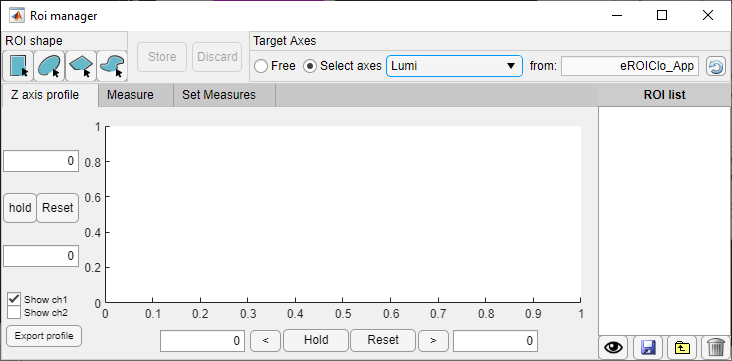 Roi manager
ROI shape
Store
Discard
Target Axes
Free
Select axes
Lumi
from:
eROIClo_App
Z axis profile
Measure
Set Measures
ROI list
0
hold
Reset
0
Show ch1
Show ch2
Export profile
1
0.8
0.6
0.4
0.2
0
0 0.1 0.2 0.3 0.4 0.5 0.6 0.7 0.8 0.9 1
0
<
Hold
Reset
>
0